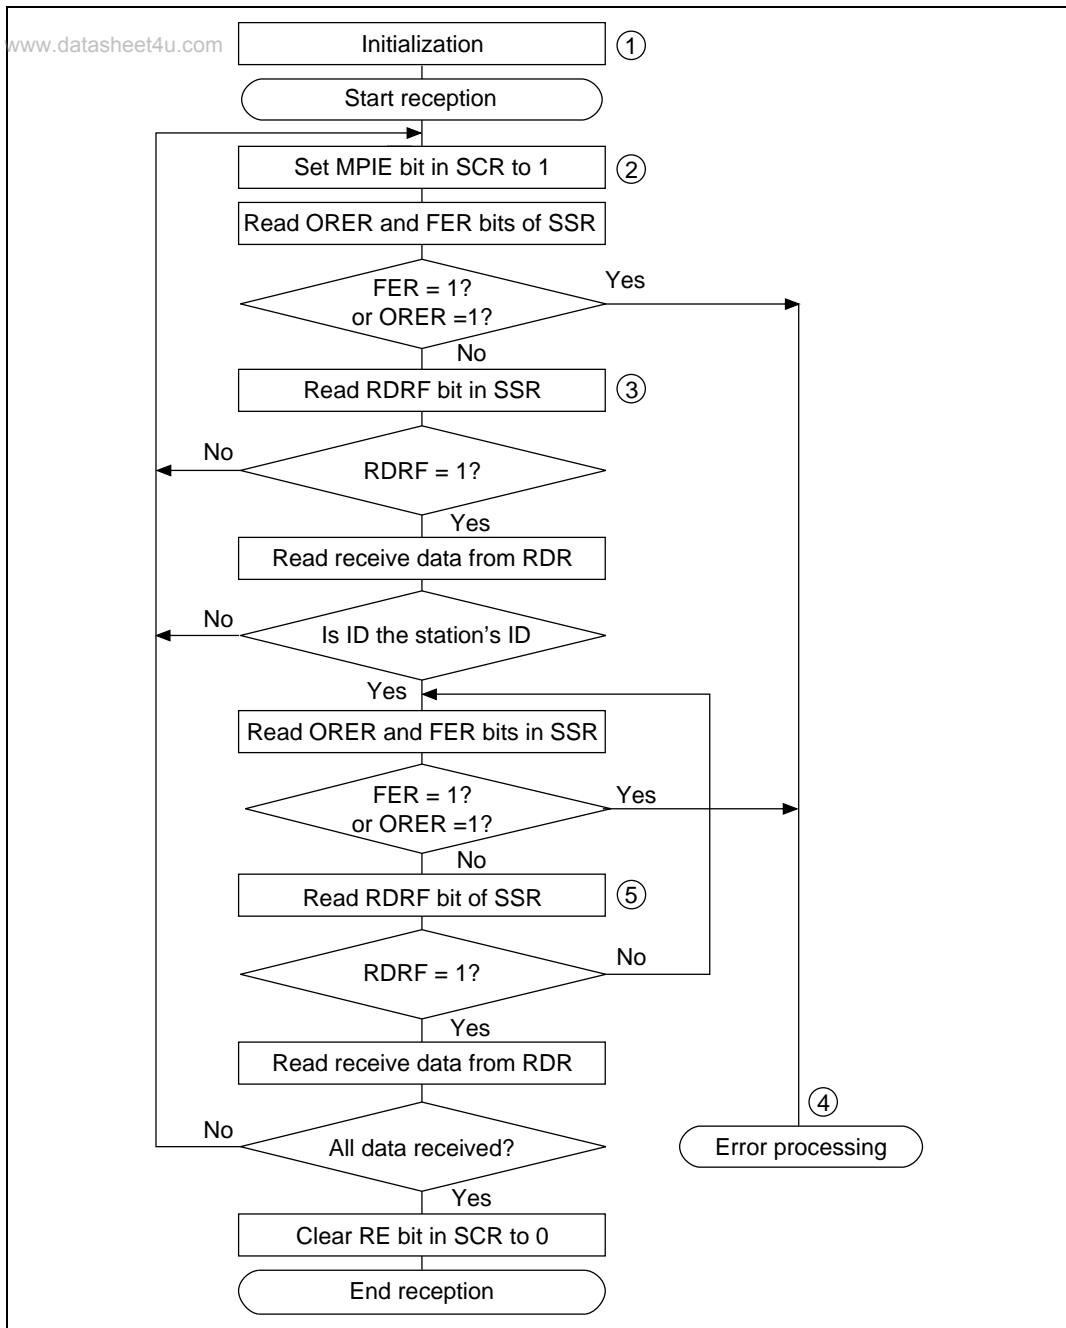 www.datasheet4u.com
Initialization
①
Start reception
Set MPIE bit in SCR to 1
②
Read ORER and FER bits of SSR
FER = 1?
or ORER =1?
Yes
No
Read RDRF bit in SSR
③
No
RDRF = 1?
Yes
Read receive data from RDR
No
Is ID the station's ID
Yes
Read ORER and FER bits in SSR
FER = 1?
or ORER =1?
Yes
No
Read RDRF bit of SSR
⑤
RDRF = 1?
No
Yes
Read receive data from RDR
④
No
All data received?
Error processing
Yes
Clear RE bit in SCR to 0
End reception